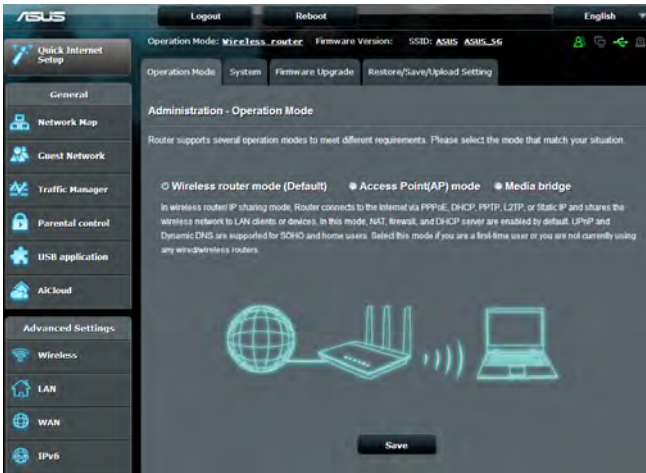 ASUS
Logout
Reboot
English
Quick Internet
Setup
Operation Mode: Wireless router Firmware Version: SSID: ASUS ASUS_5G
Operation Mode
System
Firmware Upgrade
Restore/Save/Upload Setting
General
Network Map
Guest Network
Traffic Manager
Parental control
USB application
AiCloud
Advanced Settings
Wireless
LAN
WAN
IPv6
Administration - Operation Mode
Router supports several operation modes to meet different requirements. Please select the mode that match your situation.
Wireless router mode (Default)
Access Point(AP) mode
Media bridge
In wireless router/ IP sharing mode, Router connects to the Internet via PPPoE, DHCP, PPTP, L2TP, or Static IP and shares the
wireless network to LAN clients or devices. In this mode, NAT, firewall, and DHCP server are enabled by default. UPnP and
Dynamic DNS are supported for SOHO and home users. Select this mode if you are a first-time user or you are not currently using
any wired/wireless routers.
Save